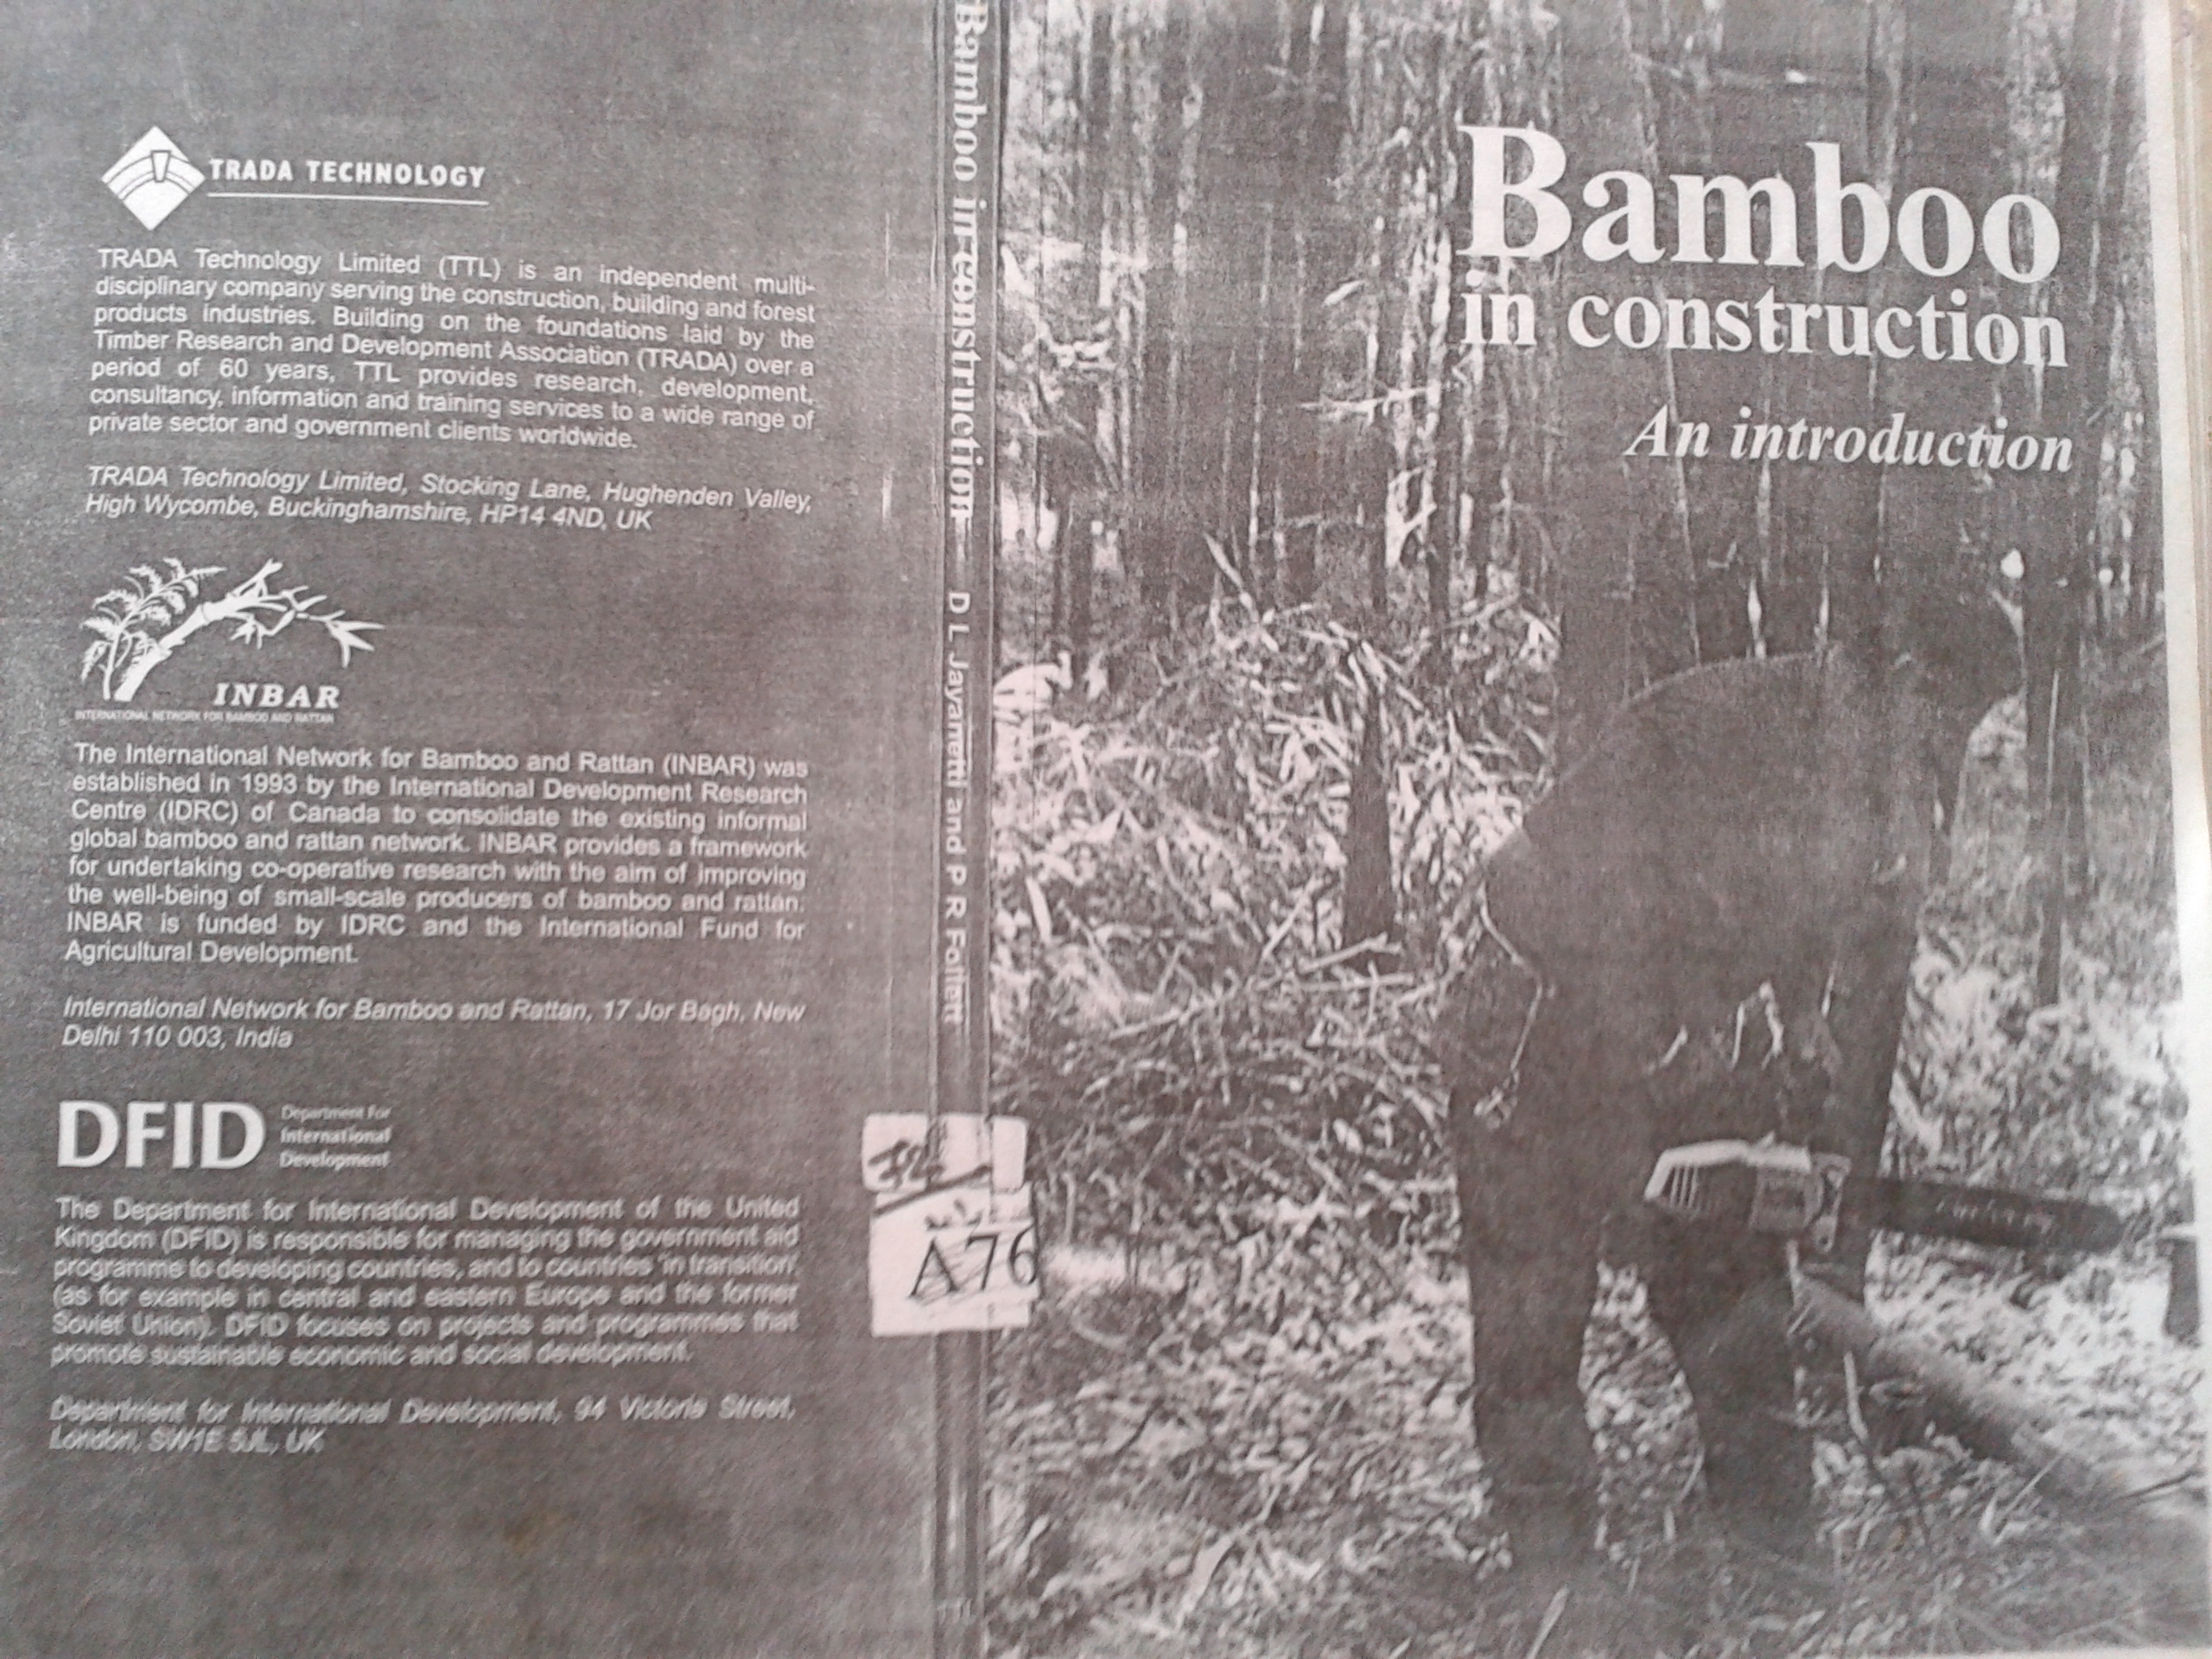 TRADA TECHNOLOGY
TRADA Technology Limited (TTL) is an independent multi-
disciplinary company serving the construction, building and forest
products industries. Building on the foundations laid by the
Timber Research and Development Association (TRADA) over a
period of 60 years, TTL provides research, development,
consultancy, information and training services to a wide range of
private sector and government clients worldwide.
TRADA Technology Limited, Stocking Lane, Hughenden Valley,
High Wycombe, Buckinghamshire, HP14 4ND, UK
INBAR
INTERNATIONAL NETWORK FOR BAMBOO AND RATTAN
The International Network for Bamboo and Rattan (INBAR) was
established in 1993 by the International Development Research
Centre (IDRC) of Canada to consolidate the existing informal
global bamboo and rattan network. INBAR provides a framework
for undertaking co-operative research with the aim of improving
the well-being of small-scale producers of bamboo and rattan.
INBAR is funded by IDRC and the International Fund for
Agricultural Development.
International Network for Bamboo and Rattan, 17 Jor Bagh, New
Delhi 110 003, India
DFID
Department for
International
Development
The Department for International Development of the United
Kingdom (DFID) is responsible for managing the government aid
programme to developing countries, and to countries in transition
(as for example in central and eastern Europe and the former
Soviet Union). DFID focuses on projects and programmes that
promote sustainable economic and social development.
Department for International Development, 94 Victoria Street,
London, SW1E 5JL, UK
Bamboo in construction
D L Jayanetti and P R Follett
A76
Bamboo
in construction
An introduction